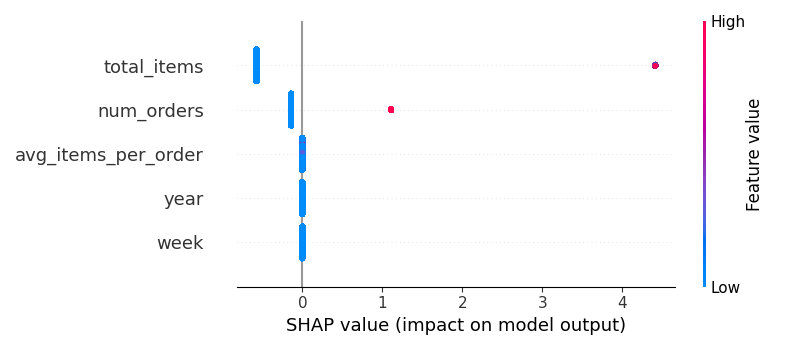 High
total_items
num_orders
avg_items_per_order
year
week
Feature value
Low
0 1 2 3 4
SHAP value (impact on model output)